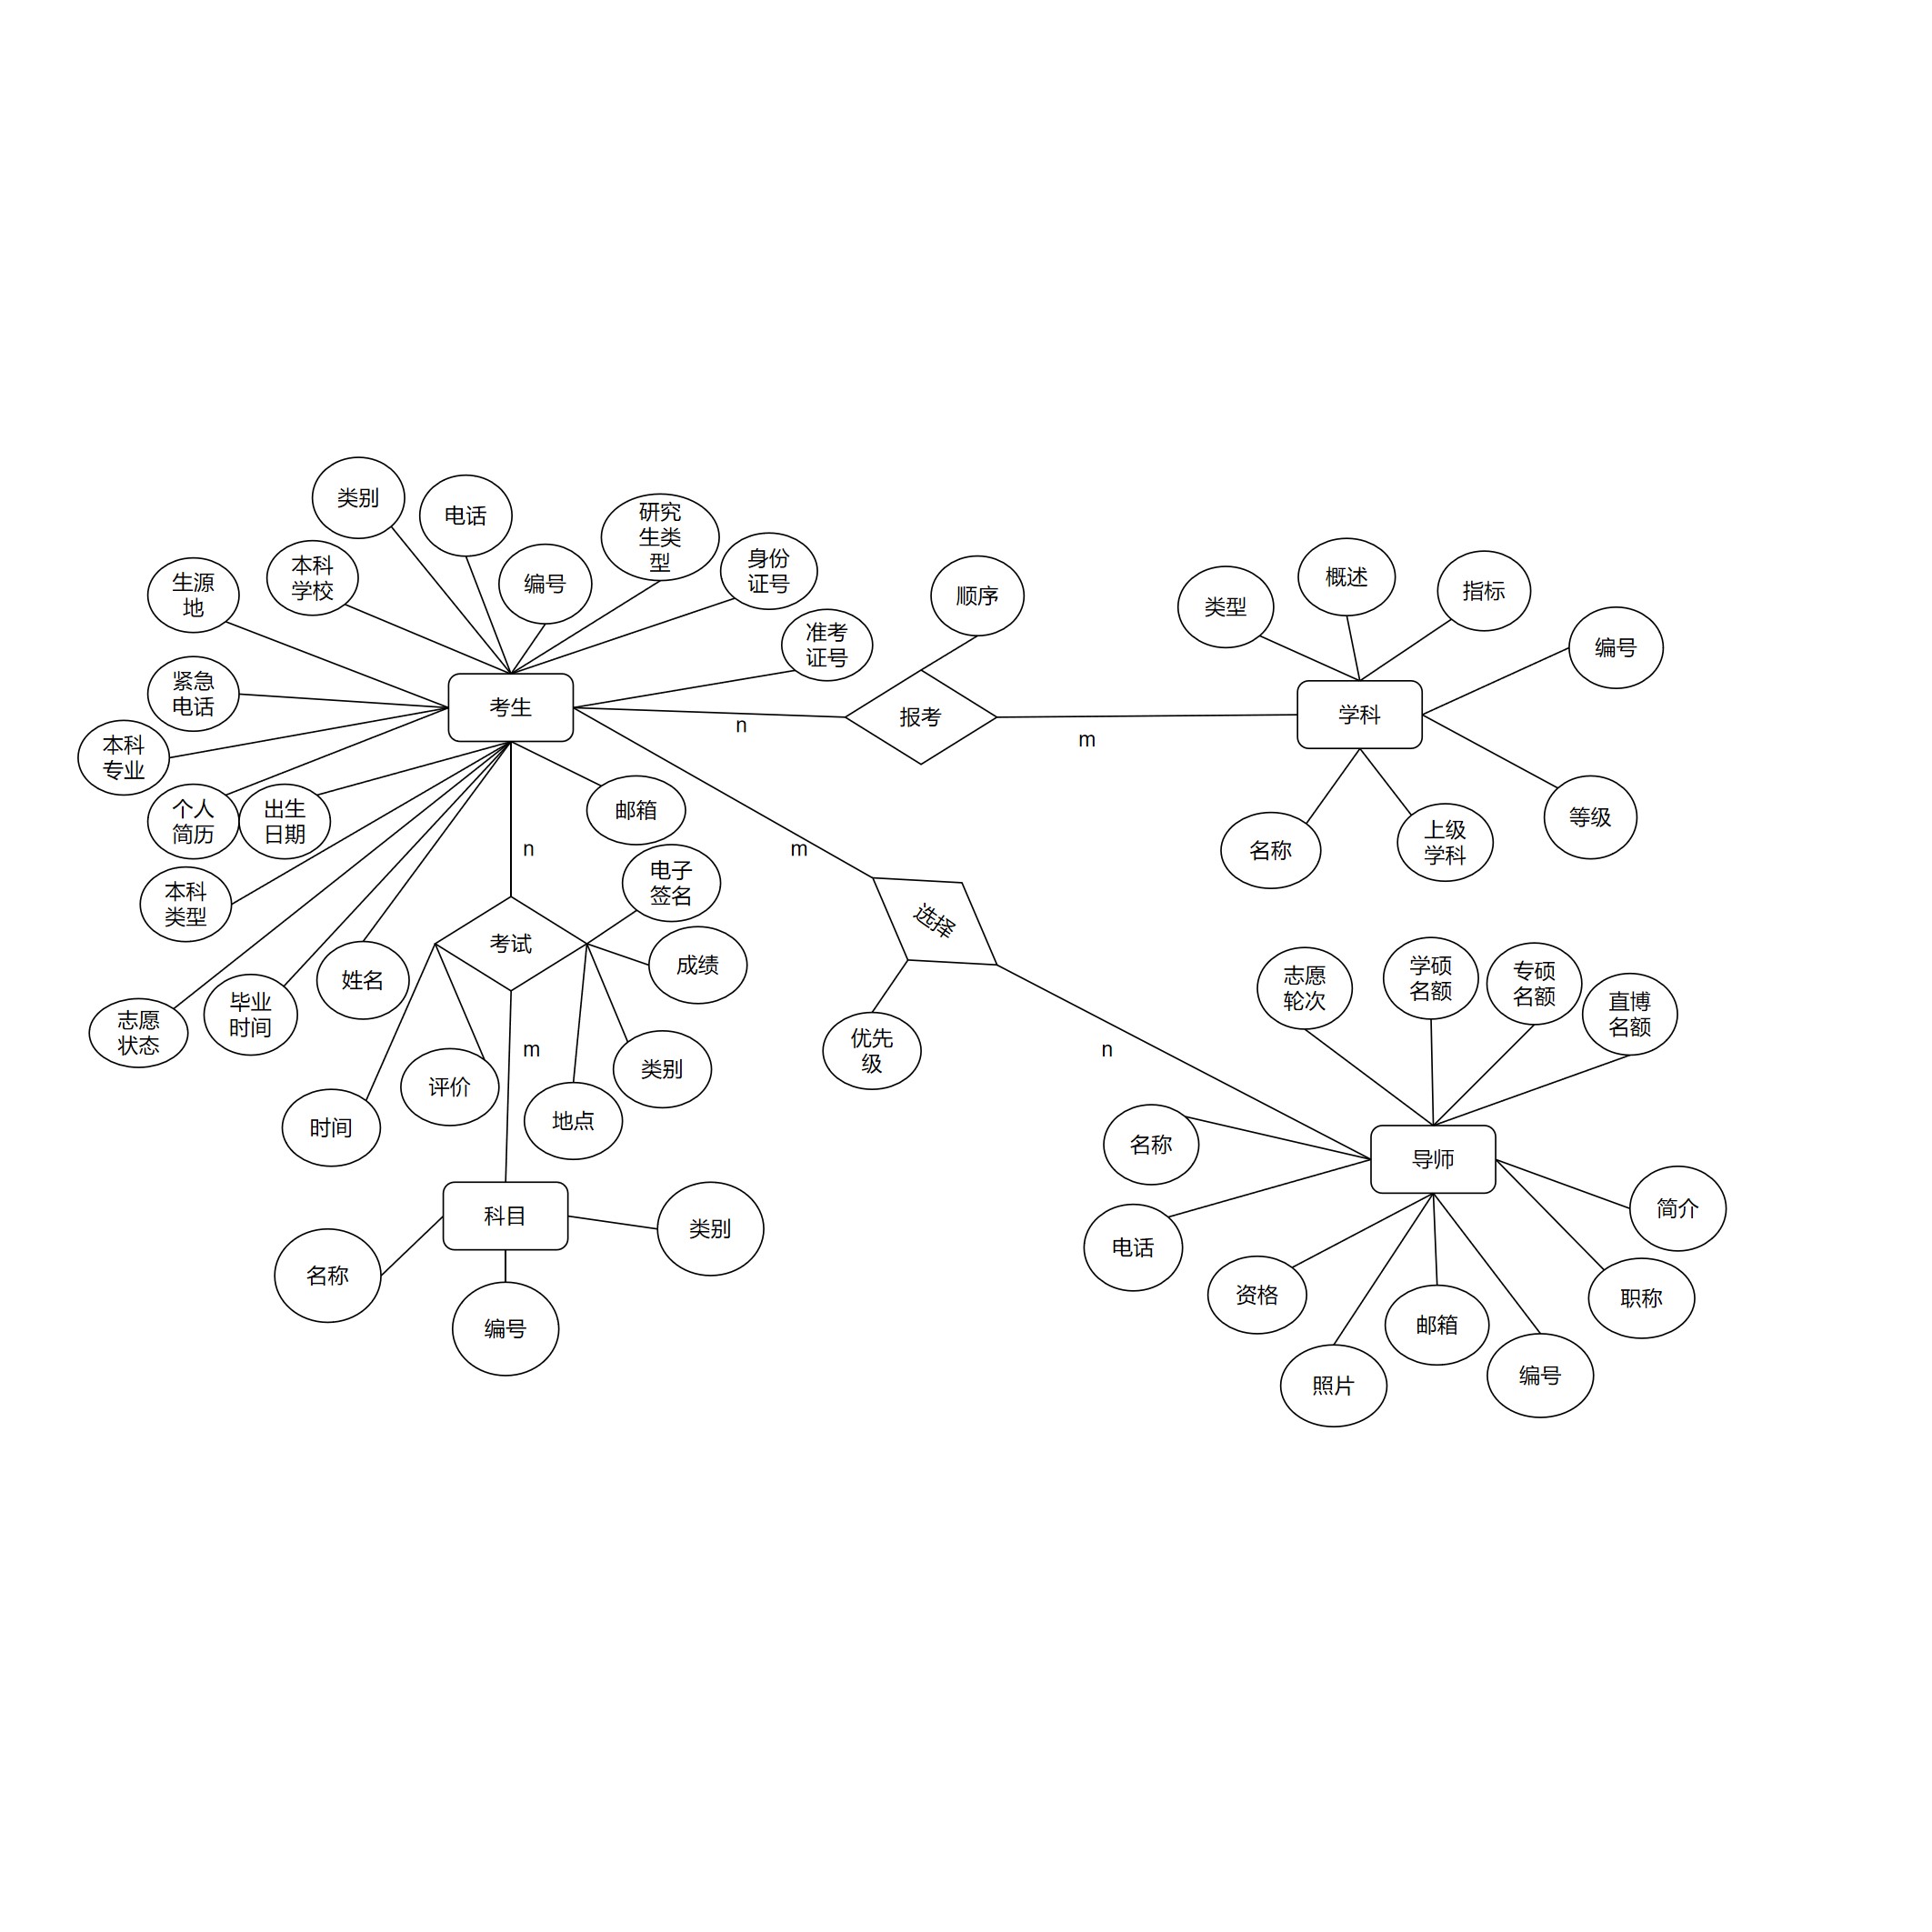 类别
电话
研究
生类
型
本科
学校
编号
身份
证号
生源
地
准考
证号
顺序
类型
概述
指标
编号
紧急
电话
考生
n
报考
m
学科
本科
专业
个人
简历
出生
日期
邮箱
n
m
名称
上级
学科
等级
本科
类型
电子
签名
选择
考试
成绩
姓名
毕业
时间
志愿
状态
m
类别
评价
时间
地点
优先
级
n
志愿
轮次
学硕
名额
专硕
名额
直博
名额
名称
导师
科目
类别
名称
编号
电话
简介
资格
职称
邮箱
照片
编号